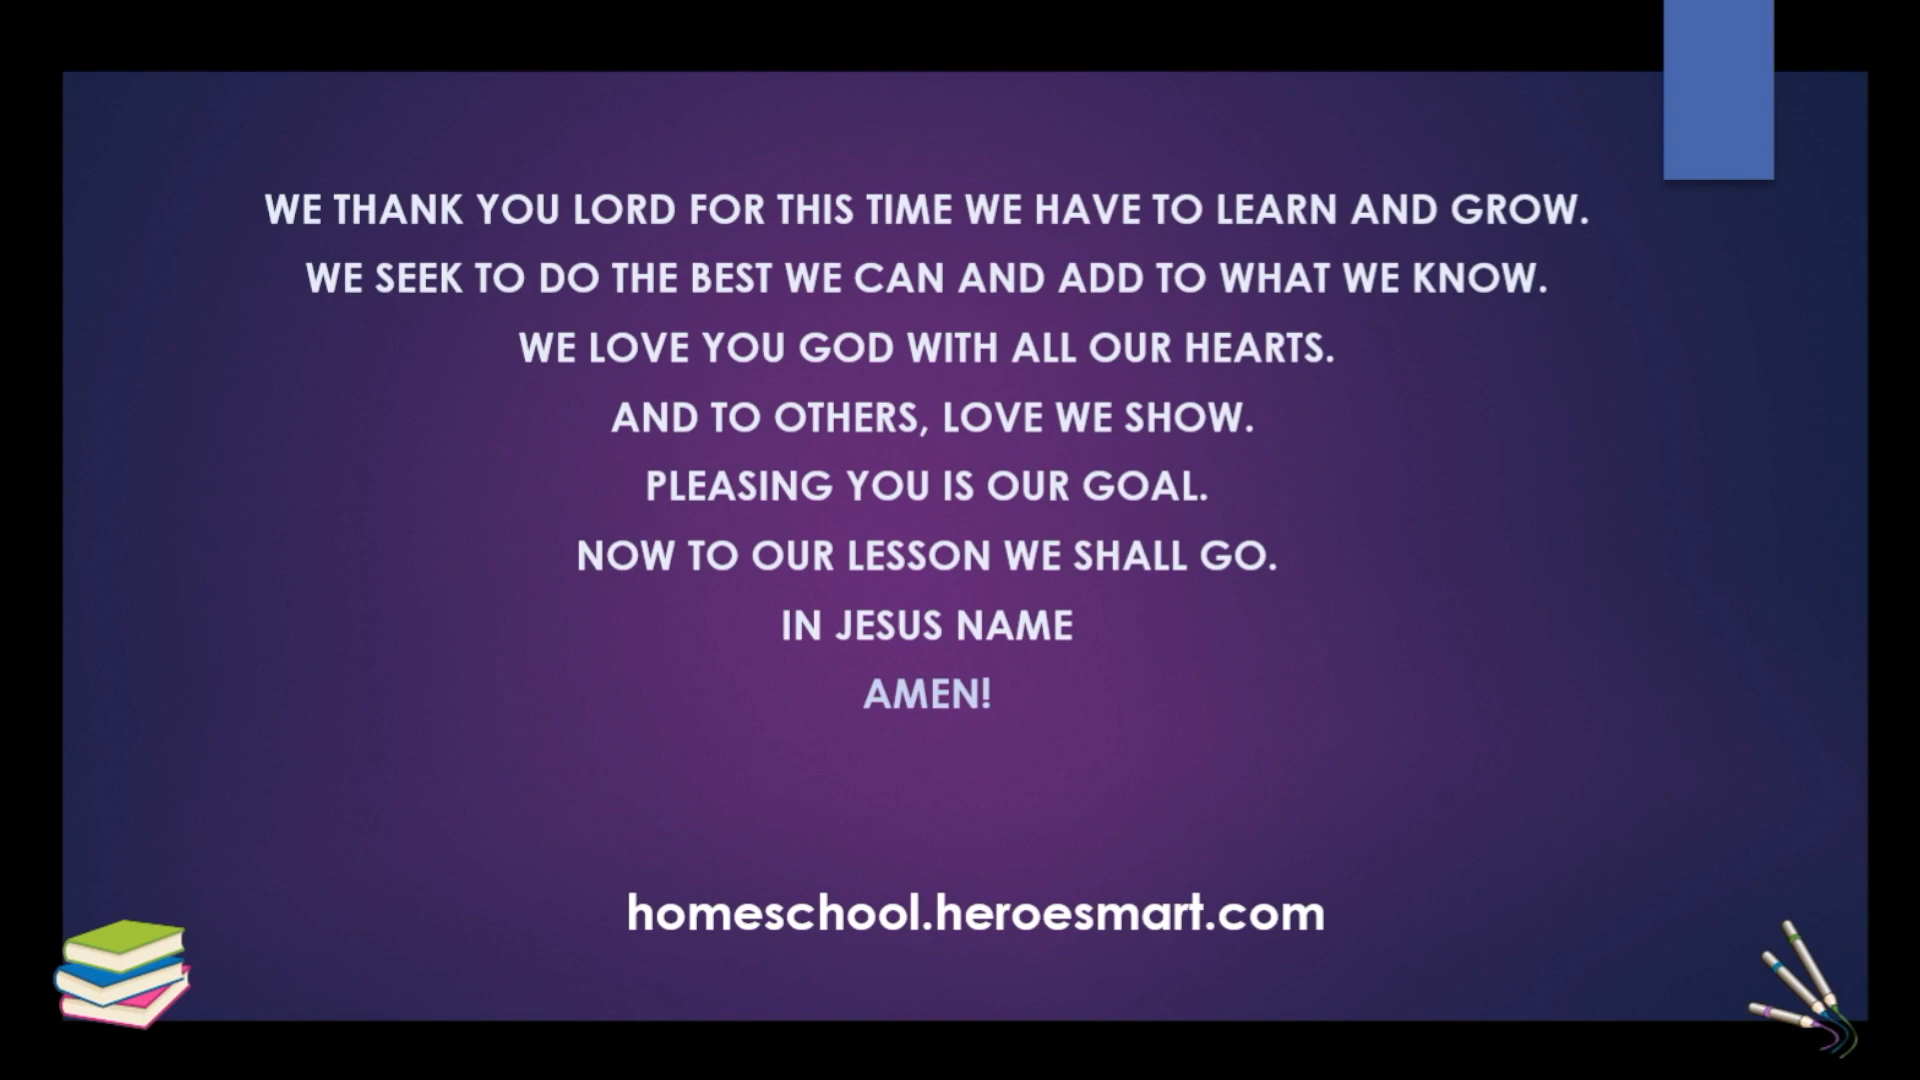 WE THANK YOU LORD FOR THIS TIME WE HAVE TO LEARN AND GROW.
WE SEEK TO DO THE BEST WE CAN AND ADD TO WHAT WE KNOW.
WE LOVE YOU GOD WITH ALL OUR HEARTS.
AND TO OTHERS, LOVE WE SHOW.
PLEASING YOU IS OUR GOAL.
NOW TO OUR LESSON WE SHALL GO.
IN JESUS NAME
AMEN!
homeschool.heroesmart.com